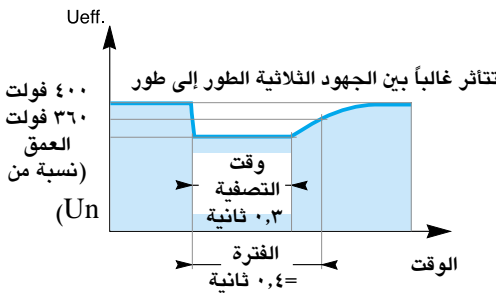 Ueff.
تتأثر غالباً بين الجهود الثلاثية الطور إلى طور
٤٠٠ فولت
٣٦٠ فولت
العمق
(نسبة من
Un)
وقت
التصفية
٠,٣ ثانية
الوقت
الفترة
=٠,٤ ثانية